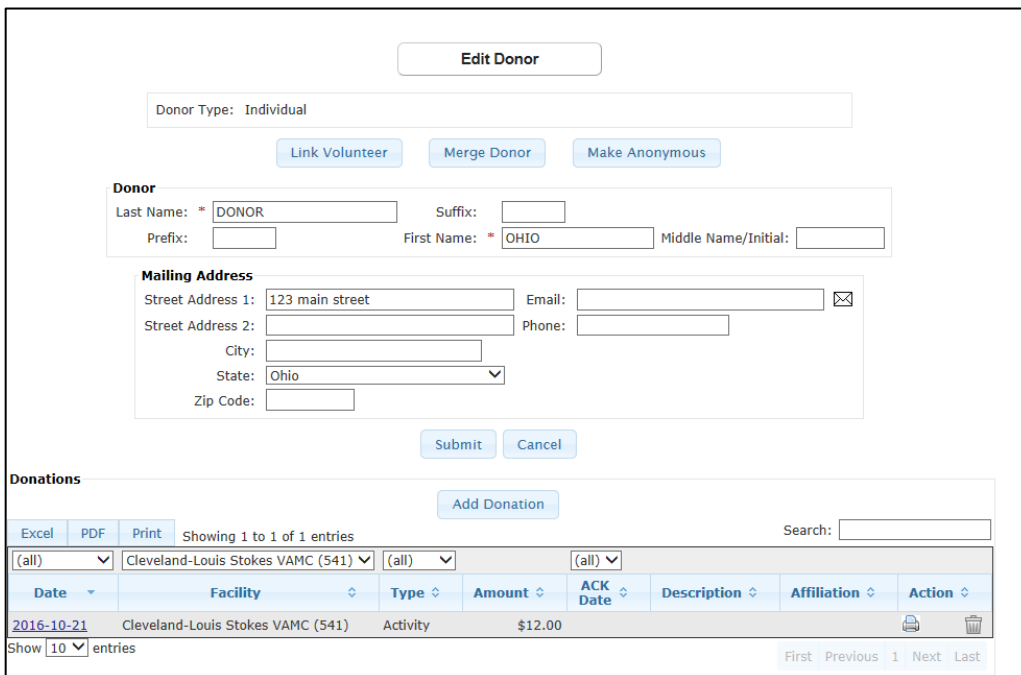 Edit Donor
Donor Type: Individual
Link Volunteer Merge Donor Make Anonymous
Donor
Last Name: * DONOR Suffix:
Prefix: First Name: * OHIO Middle Name/Initial:
Mailing Address
Street Address 1: 123 main street Email:
Street Address 2: Phone:
City:
State: Ohio
Zip Code:
Submit Cancel
Donations
Add Donation
Excel PDF Print Showing 1 to 1 of 1 entries Search:
(all) Cleveland-Louis Stokes VAMC (541) (all) (all)
Date Facility Type Amount ACK Date Description Affiliation Action
2016-10-21 Cleveland-Louis Stokes VAMC (541) Activity $12.00
Show 10 entries
First Previous 1 Next Last